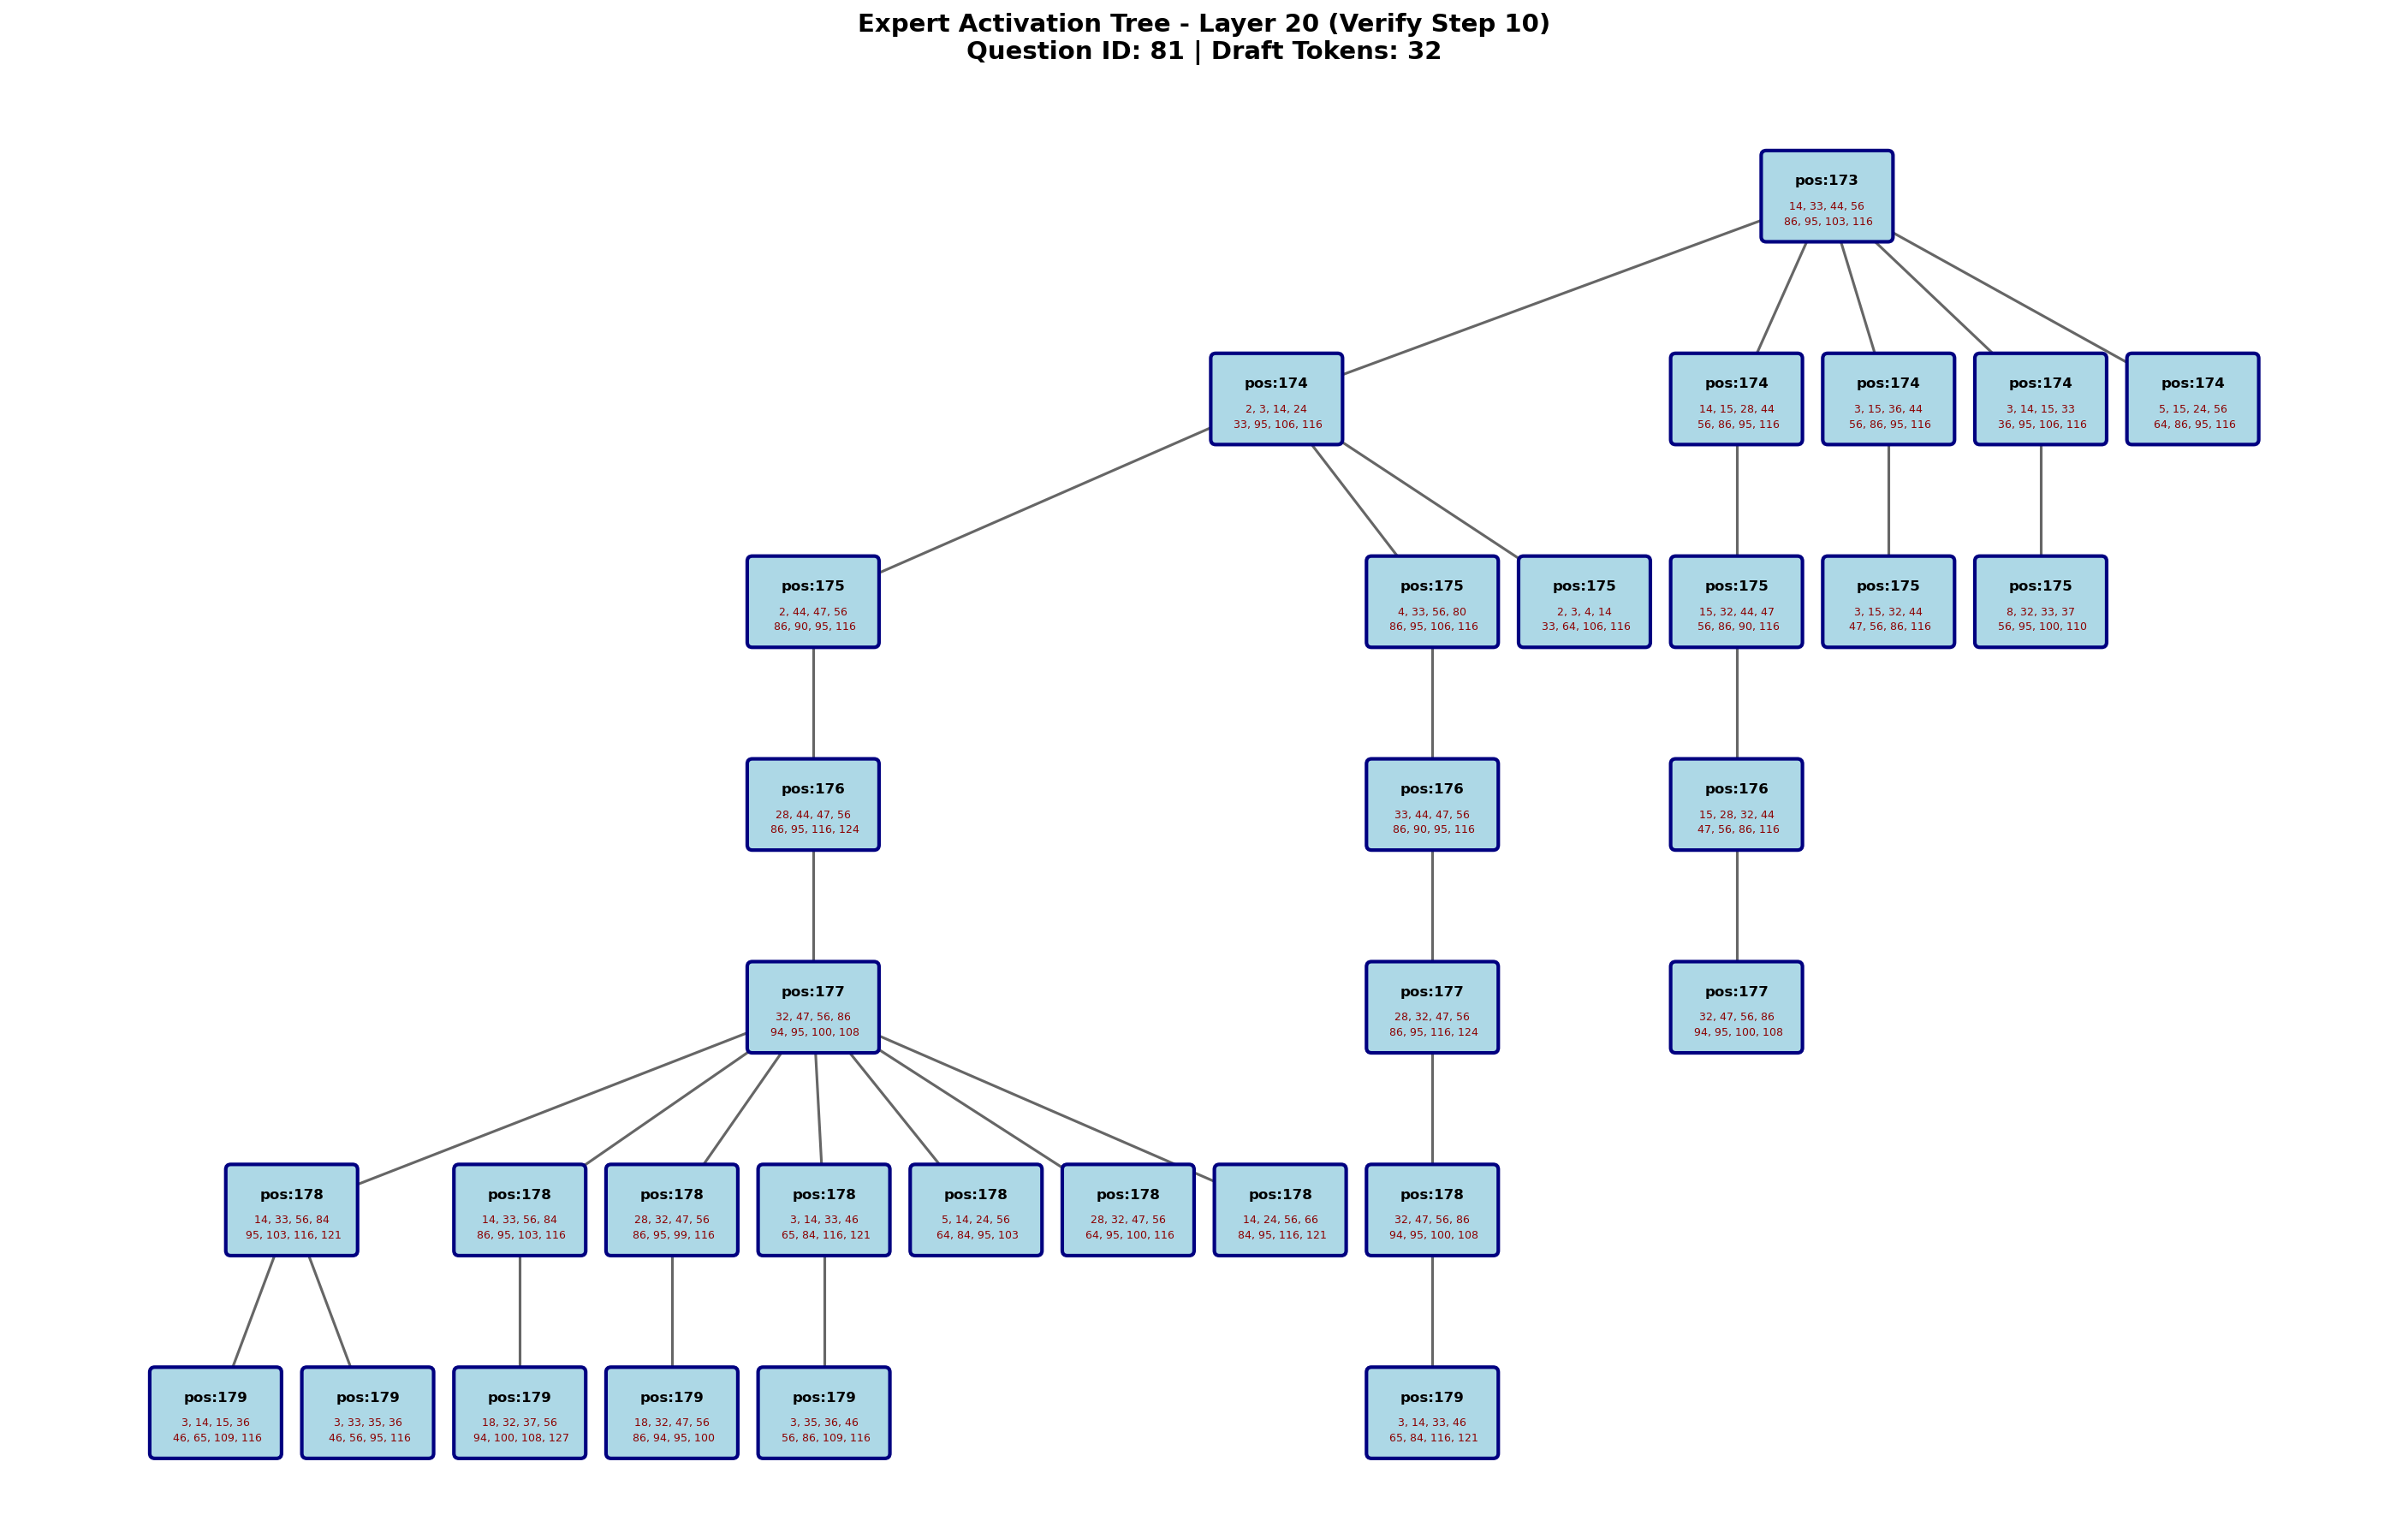 Expert Activation Tree - Layer 20 (Verify Step 10)
Question ID: 81 | Draft Tokens: 32
pos:173
14, 33, 44, 56
86, 95, 103, 116
pos:174
2, 3, 14, 24
33, 95, 106, 116
pos:174
14, 15, 28, 44
56, 86, 95, 116
pos:174
3, 15, 36, 44
56, 86, 95, 116
pos:174
3, 14, 15, 33
36, 95, 106, 116
pos:174
5, 15, 24, 56
64, 86, 95, 116
pos:175
2, 44, 47, 56
86, 90, 95, 116
pos:175
4, 33, 56, 80
86, 95, 106, 116
pos:175
2, 3, 4, 14
33, 64, 106, 116
pos:175
15, 32, 44, 47
56, 86, 90, 116
pos:175
3, 15, 32, 44
47, 56, 86, 116
pos:175
8, 32, 33, 37
56, 95, 100, 110
pos:176
28, 44, 47, 56
86, 95, 116, 124
pos:176
33, 44, 47, 56
86, 90, 95, 116
pos:176
15, 28, 32, 44
47, 56, 86, 116
pos:177
32, 47, 56, 86
94, 95, 100, 108
pos:177
28, 32, 47, 56
86, 95, 116, 124
pos:177
32, 47, 56, 86
94, 95, 100, 108
pos:178
14, 33, 56, 84
95, 103, 116, 121
pos:178
14, 33, 56, 84
86, 95, 103, 116
pos:178
28, 32, 47, 56
86, 95, 99, 116
pos:178
3, 14, 33, 46
65, 84, 116, 121
pos:178
5, 14, 24, 56
64, 84, 95, 103
pos:178
28, 32, 47, 56
64, 95, 100, 116
pos:178
14, 24, 56, 66
84, 95, 116, 121
pos:178
32, 47, 56, 86
94, 95, 100, 108
pos:179
3, 14, 15, 36
46, 65, 109, 116
pos:179
3, 33, 35, 36
46, 56, 95, 116
pos:179
18, 32, 37, 56
94, 100, 108, 127
pos:179
18, 32, 47, 56
86, 94, 95, 100
pos:179
3, 35, 36, 46
56, 86, 109, 116
pos:179
3, 14, 33, 46
65, 84, 116, 121